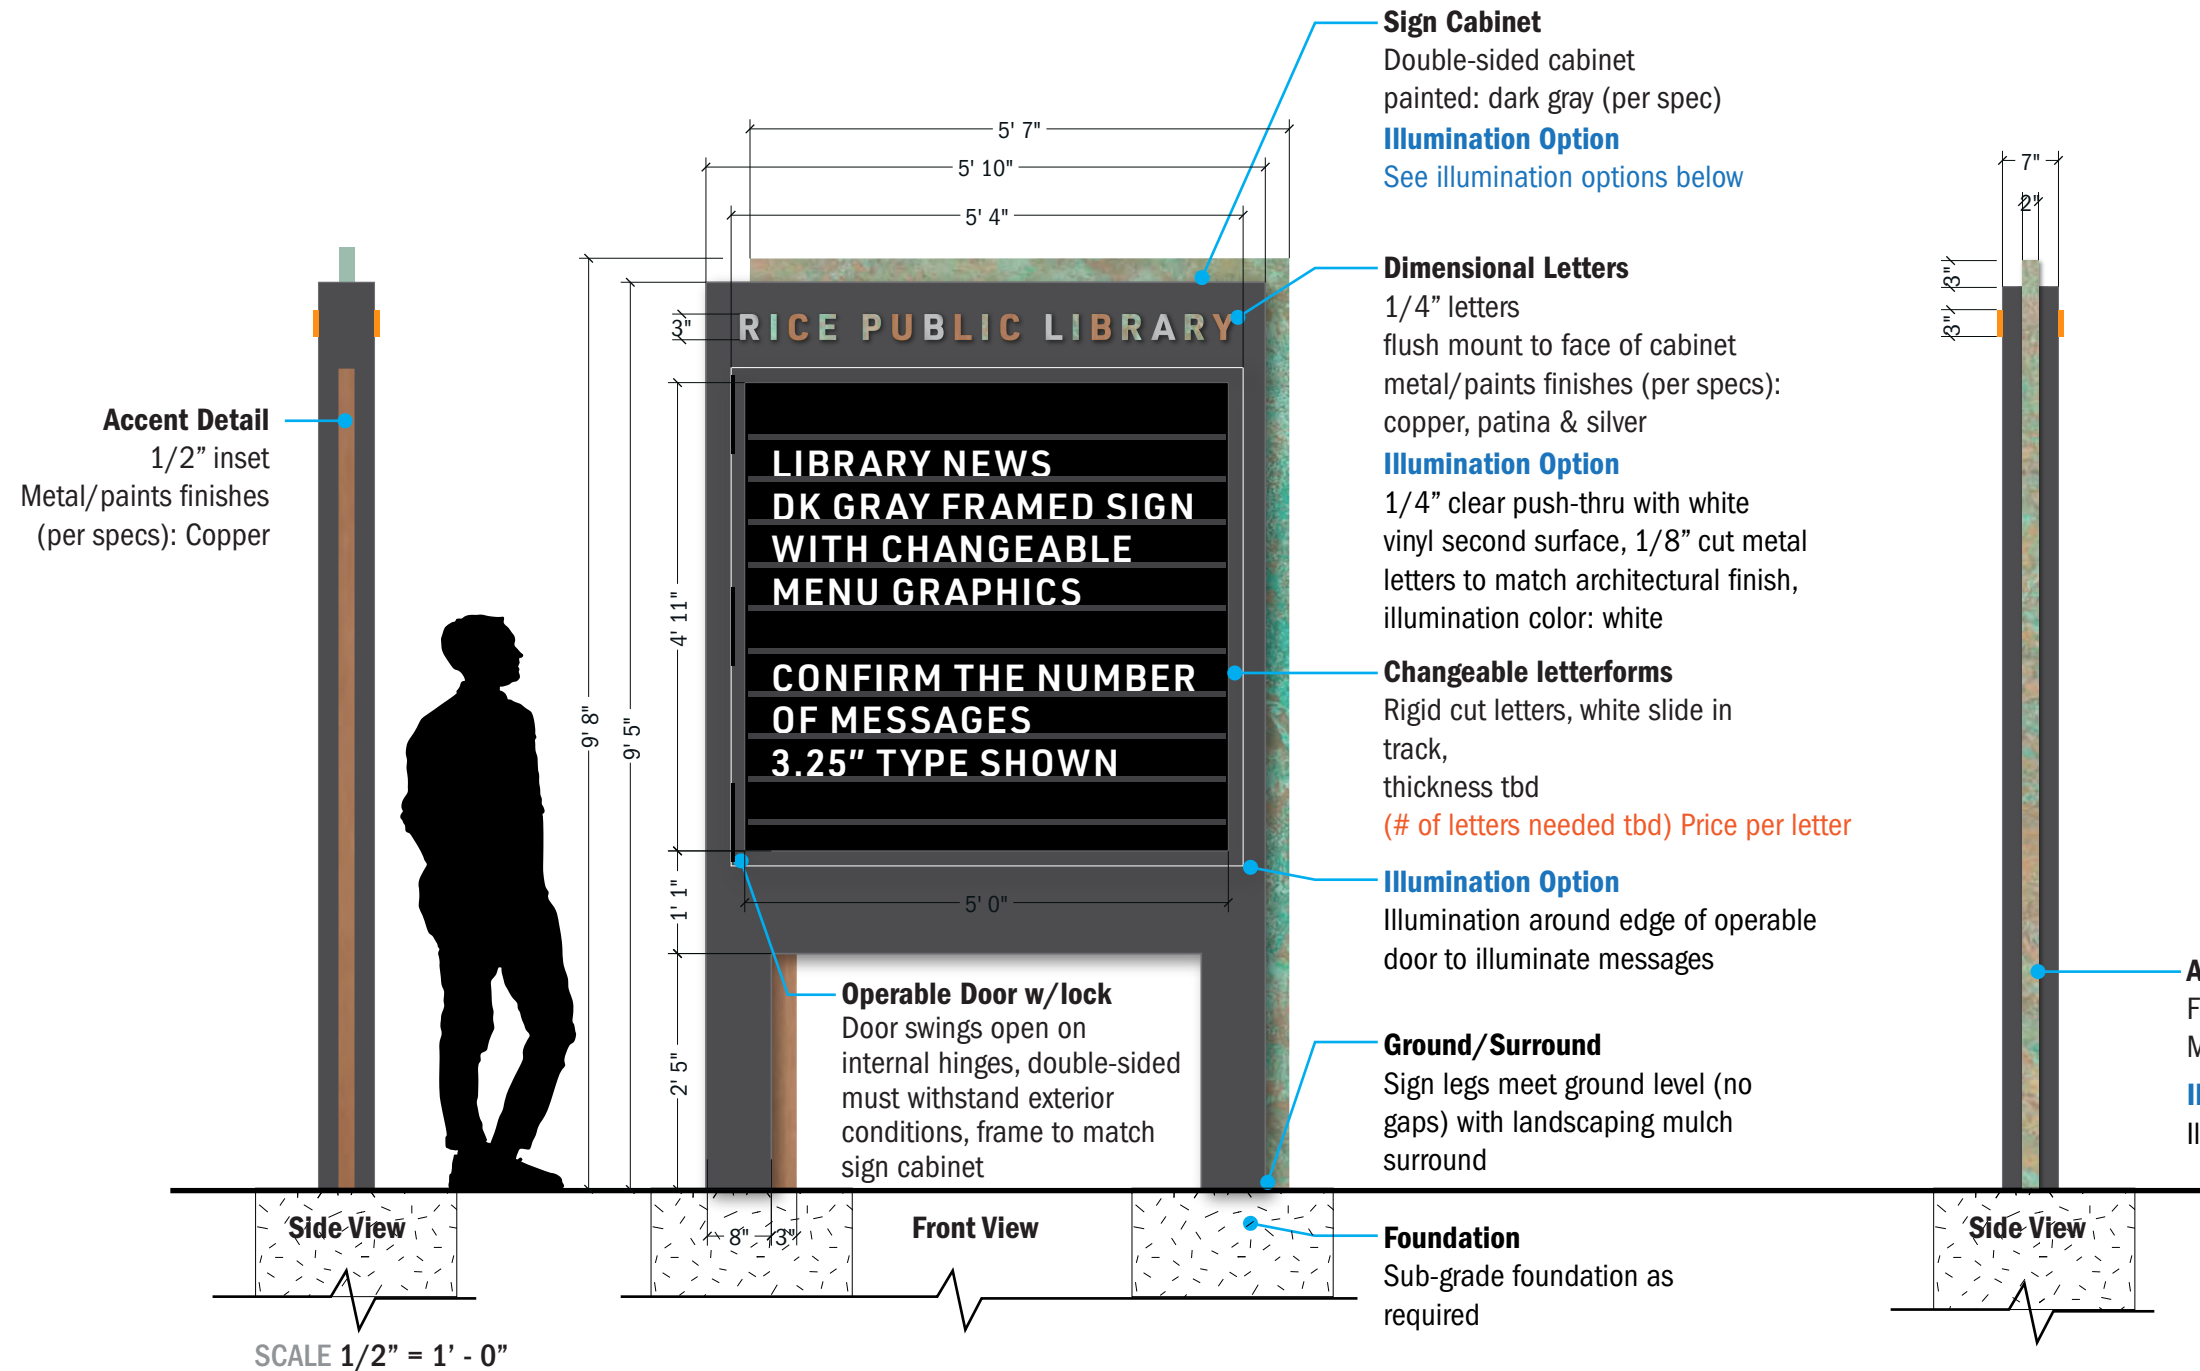 Sign Cabinet
Double-sided cabinet
painted: dark gray (per spec)
Illumination Option
See illumination options below
5' 7"
5' 10"
5' 4"
7"
2"
3"
3"
Dimensional Letters
1/4” letters
flush mount to face of cabinet
metal/paints finishes (per specs):
copper, patina & silver
Illumination Option
1/4” clear push-thru with white
vinyl second surface, 1/8” cut metal
letters to match architectural finish,
illumination color: white
3"
RICE PUBLIC LIBRARY
Accent Detail
1/2” inset
Metal/paints finishes
(per specs): Copper
LIBRARY NEWS
DK GRAY FRAMED SIGN
WITH CHANGEABLE
MENU GRAPHICS
CONFIRM THE NUMBER
OF MESSAGES
3.25” TYPE SHOWN
9' 8"
9' 5"
4' 11"
1' 1"
2' 5"
5' 0"
Changeable letterforms
Rigid cut letters, white slide in
track,
thickness tbd
(# of letters needed tbd) Price per letter
Illumination Option
Illumination around edge of operable
door to illuminate messages
Operable Door w/lock
Door swings open on
internal hinges, double-sided
must withstand exterior
conditions, frame to match
sign cabinet
Ground/Surround
Sign legs meet ground level (no
gaps) with landscaping mulch
surround
Side View
8"
3"
Front View
Foundation
Sub-grade foundation as
required
Side View
SCALE 1/2” = 1’ - 0”